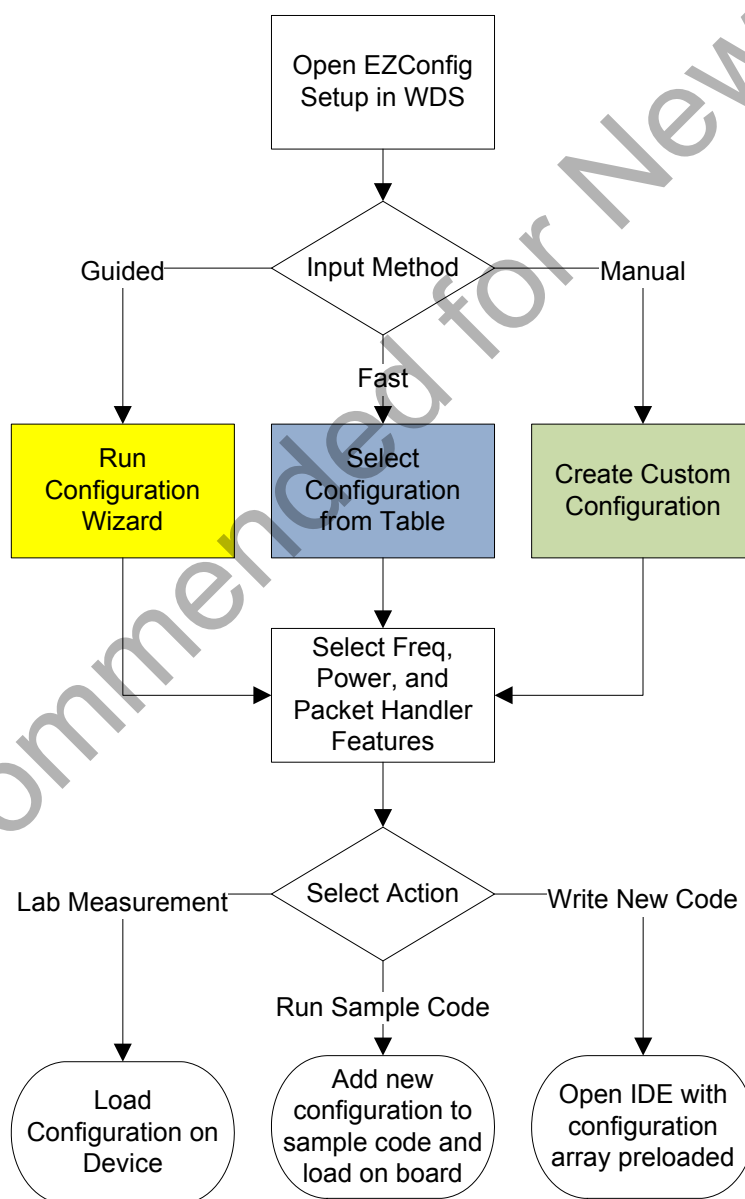 Open EZConfig
Setup in WDS
Input Method
Guided
Manual
Fast
Run
Configuration
Wizard
Select
Configuration
from Table
Create Custom
Configuration
Select Freq,
Power, and
Packet Handler
Features
Select Action
Lab Measurement
Write New Code
Run Sample Code
Load
Configuration on
Device
Add new
configuration to
sample code and
load on board
Open IDE with
configuration
array preloaded
ommended for New